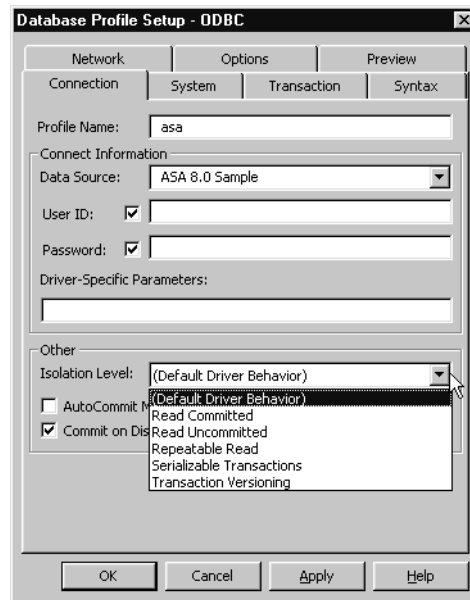 Database Profile Setup - ODBC
Network Options Preview
Connection System Transaction Syntax
Profile Name: asa
Connect Information
Data Source: ASA 8.0 Sample
User ID:
Password:
Driver-Specific Parameters:
Other
Isolation Level: (Default Driver Behavior)
(Default Driver Behavior)
AutoCommit M
Read Committed
Commit on Dis
Read Uncommitted
Repeatable Read
Serializable Transactions
Transaction Versioning
OK Cancel Apply Help